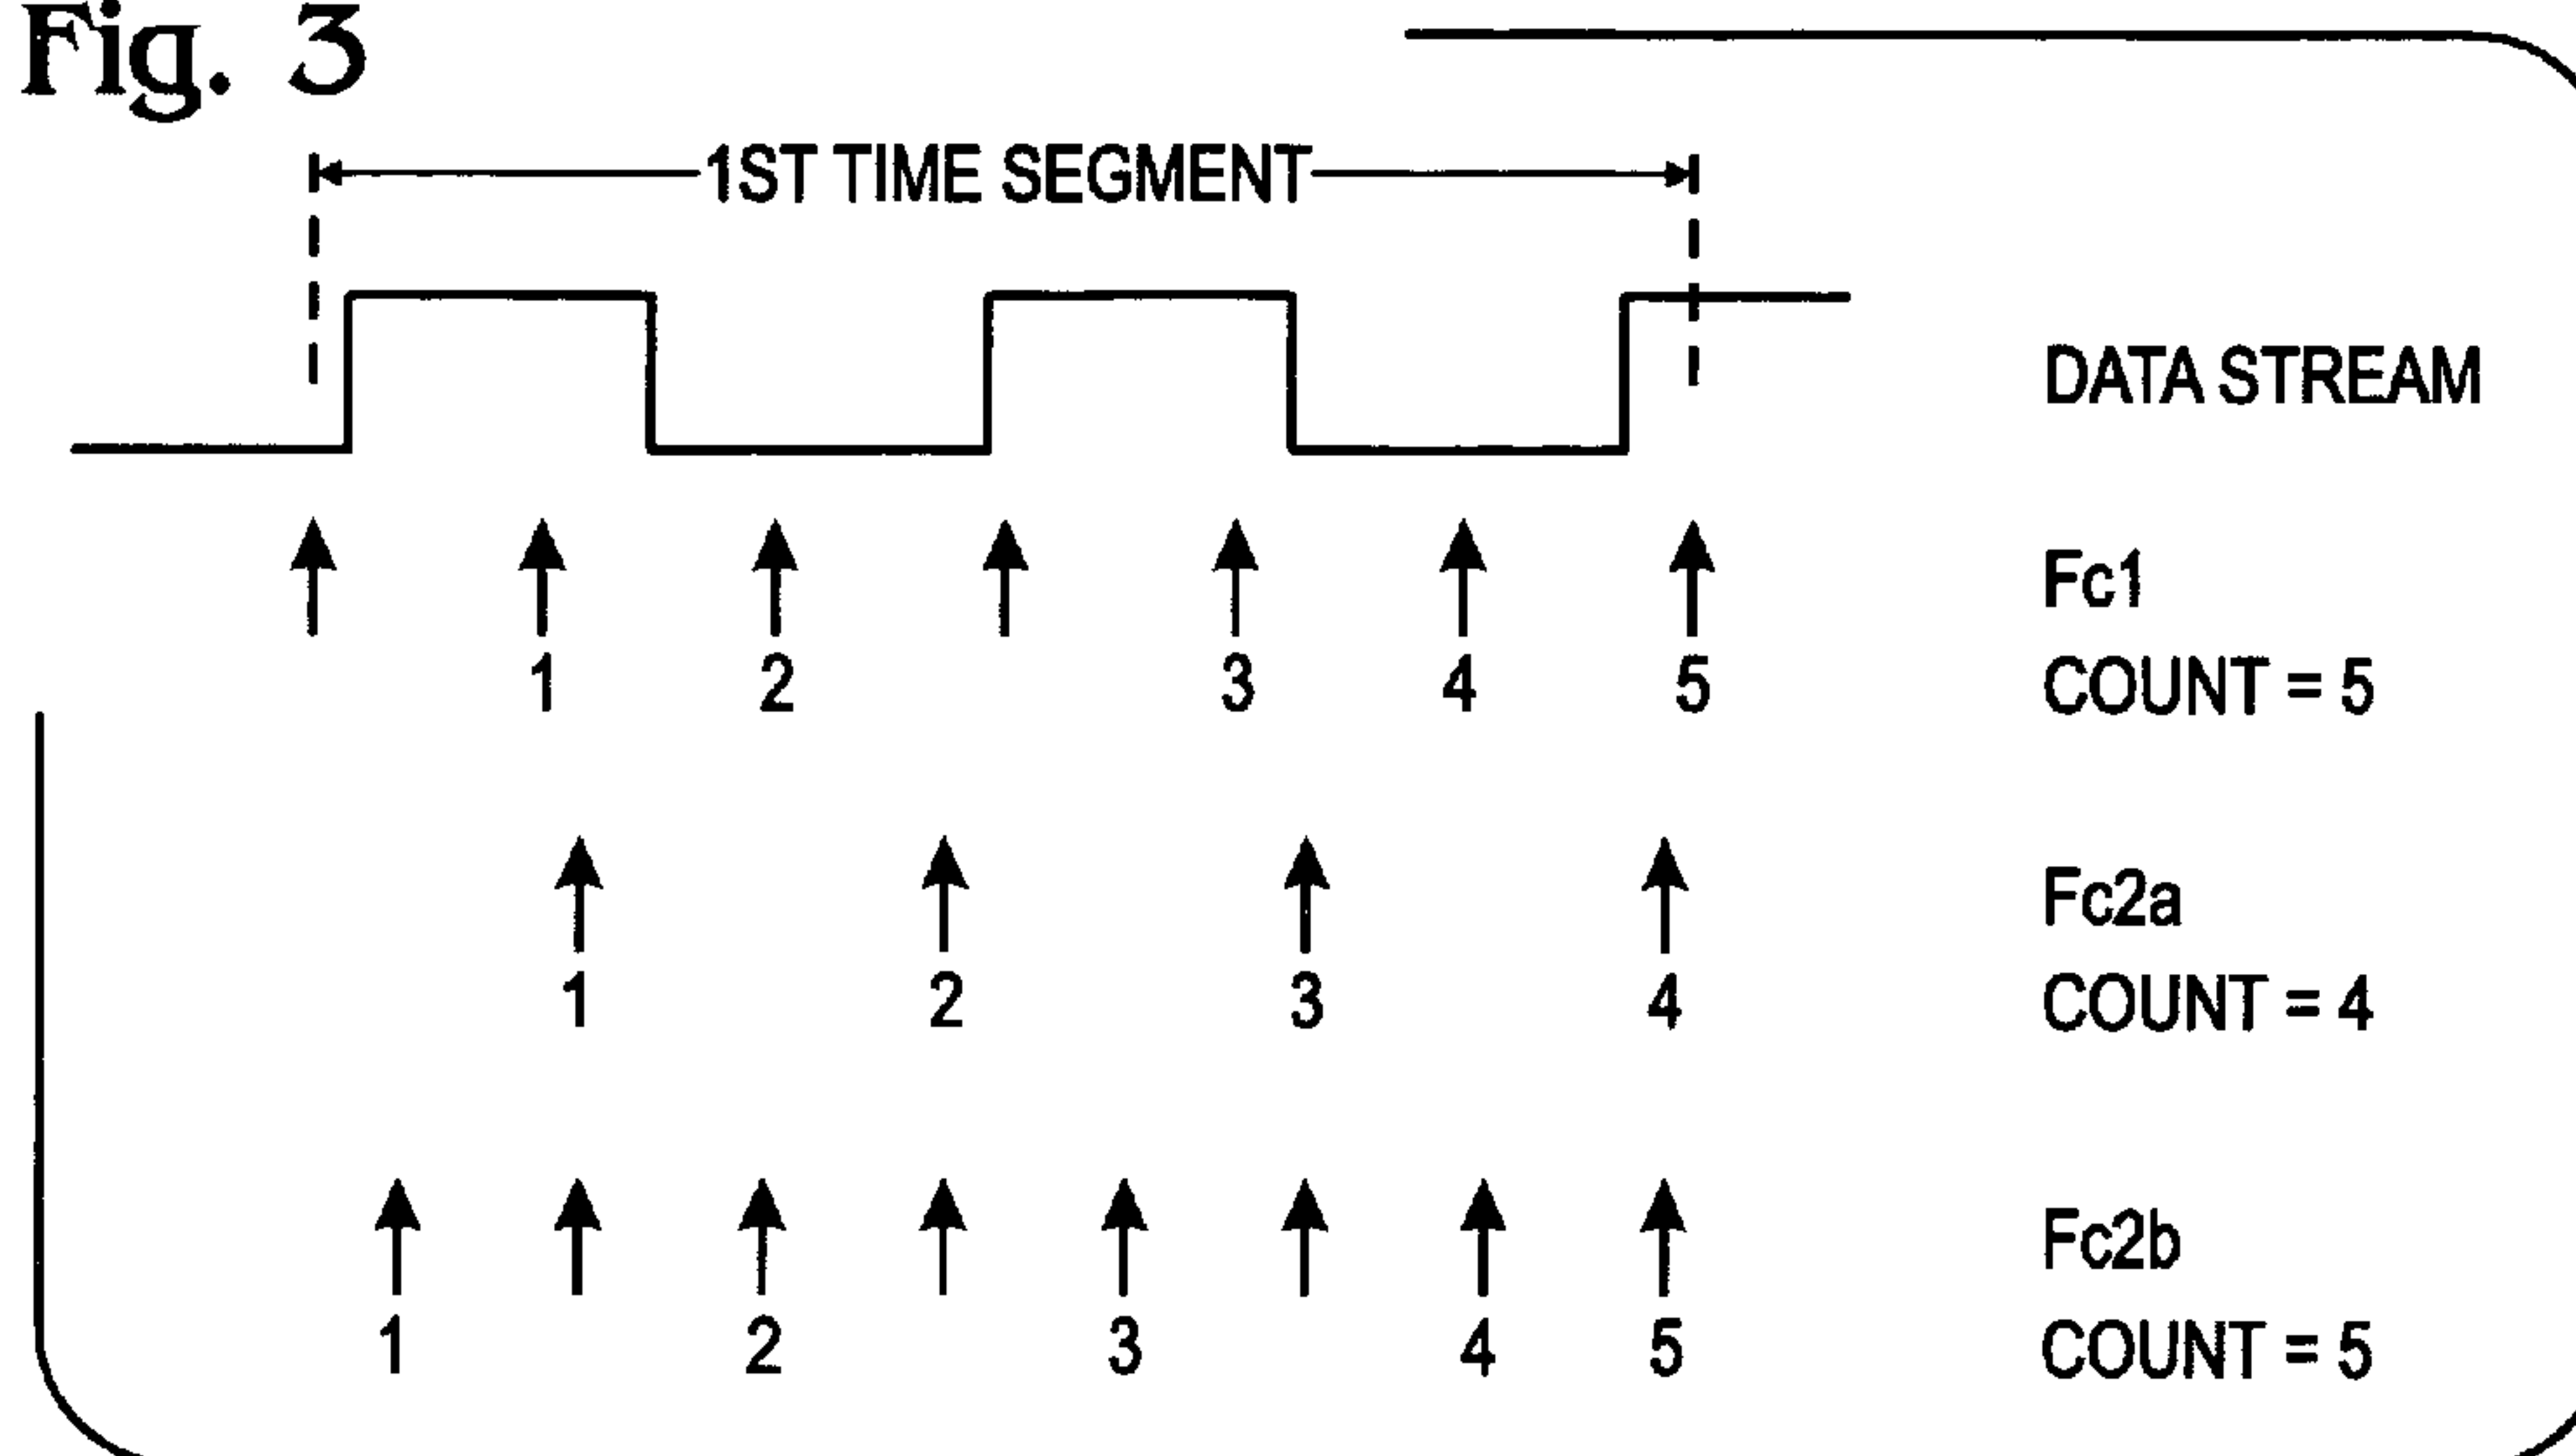 Fig. 3
1ST TIME SEGMENT
DATA STREAM
Fc1
1 2 3 4 5 COUNT = 5
Fc2a
1 2 3 4 COUNT = 4
Fc2b
1 2 3 4 5 COUNT = 5